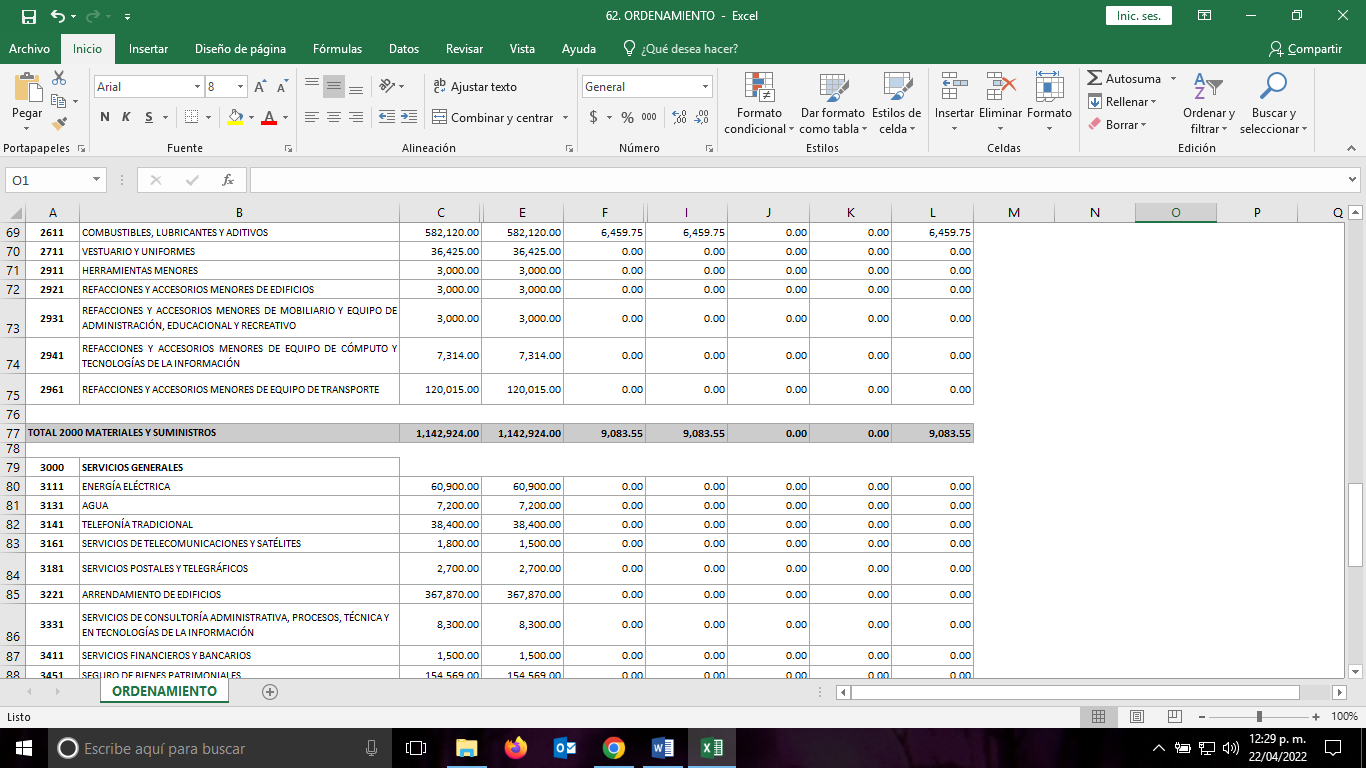 62. ORDENAMIENTO - Excel
Inic. ses.
Archivo Inicio Insertar Diseño de página Fórmulas Datos Revisar Vista Ayuda ¿Qué desea hacer? Compartir
Pegar
Portapapeles
Arial 8
N K S
Fuente
Ajustar texto
Combinar y centrar
Alineación
General
$ % 000
Número
Formato condicional
Dar formato como tabla
Estilos de celda
Estilos
Insertar Eliminar Formato
Celdas
Autosuma
Rellenar
Borrar
Ordenar y filtrar
Buscar y seleccionar
Edición
O1 fx
A B C E F I J K L M N O P Q
69 2611 COMBUSTIBLES, LUBRICANTES Y ADITIVOS 582,120.00 582,120.00 6,459.75 6,459.75 0.00 0.00 6,459.75
70 2711 VESTUARIO Y UNIFORMES 36,425.00 36,425.00 0.00 0.00 0.00 0.00 0.00
71 2911 HERRAMIENTAS MENORES 3,000.00 3,000.00 0.00 0.00 0.00 0.00 0.00
72 2921 REFACCIONES Y ACCESORIOS MENORES DE EDIFICIOS 3,000.00 3,000.00 0.00 0.00 0.00 0.00 0.00
73 2931 REFACCIONES Y ACCESORIOS MENORES DE MOBILIARIO Y EQUIPO DE
ADMINISTRACIÓN, EDUCACIONAL Y RECREATIVO 3,000.00 3,000.00 0.00 0.00 0.00 0.00 0.00
74 2941 REFACCIONES Y ACCESORIOS MENORES DE EQUIPO DE CÓMPUTO Y
TECNOLOGÍAS DE LA INFORMACIÓN 7,314.00 7,314.00 0.00 0.00 0.00 0.00 0.00
75 2961 REFACCIONES Y ACCESORIOS MENORES DE EQUIPO DE TRANSPORTE 120,015.00 120,015.00 0.00 0.00 0.00 0.00 0.00
76
77 TOTAL 2000 MATERIALES Y SUMINISTROS 1,142,924.00 1,142,924.00 9,083.55 9,083.55 0.00 0.00 9,083.55
78
79 3000 SERVICIOS GENERALES
80 3111 ENERGÍA ELÉCTRICA 60,900.00 60,900.00 0.00 0.00 0.00 0.00 0.00
81 3131 AGUA 7,200.00 7,200.00 0.00 0.00 0.00 0.00 0.00
82 3141 TELEFONÍA TRADICIONAL 38,400.00 38,400.00 0.00 0.00 0.00 0.00 0.00
83 3161 SERVICIOS DE TELECOMUNICACIONES Y SATÉLITES 1,800.00 1,500.00 0.00 0.00 0.00 0.00 0.00
84 3181 SERVICIOS POSTALES Y TELEGRÁFICOS 2,700.00 2,700.00 0.00 0.00 0.00 0.00 0.00
85 3221 ARRENDAMIENTO DE EDIFICIOS 367,870.00 367,870.00 0.00 0.00 0.00 0.00 0.00
86 3331 SERVICIOS DE CONSULTORÍA ADMINISTRATIVA, PROCESOS, TÉCNICA Y
EN TECNOLOGÍAS DE LA INFORMACIÓN 8,300.00 8,300.00 0.00 0.00 0.00 0.00 0.00
87 3411 SERVICIOS FINANCIEROS Y BANCARIOS 1,500.00 1,500.00 0.00 0.00 0.00 0.00 0.00
88 3451 SEGURO DE BIENES PATRIMONIALES 154,569.00 154,569.00 0.00 0.00 0.00 0.00 0.00
ORDENAMIENTO
Listo 100%
Escribe aquí para buscar
12:29 p. m.
22/04/2022